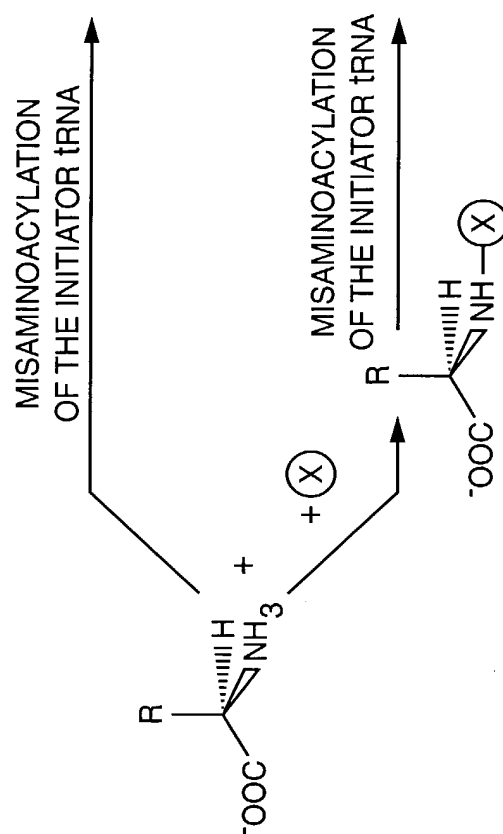 MISAMINOACYLATION
OF THE INITIATOR tRNA
MISAMINOACYLATION
OF THE INITIATOR tRNA
+ X
R
H
+
NH3
-OOC
R
H
NH-X
-OOC